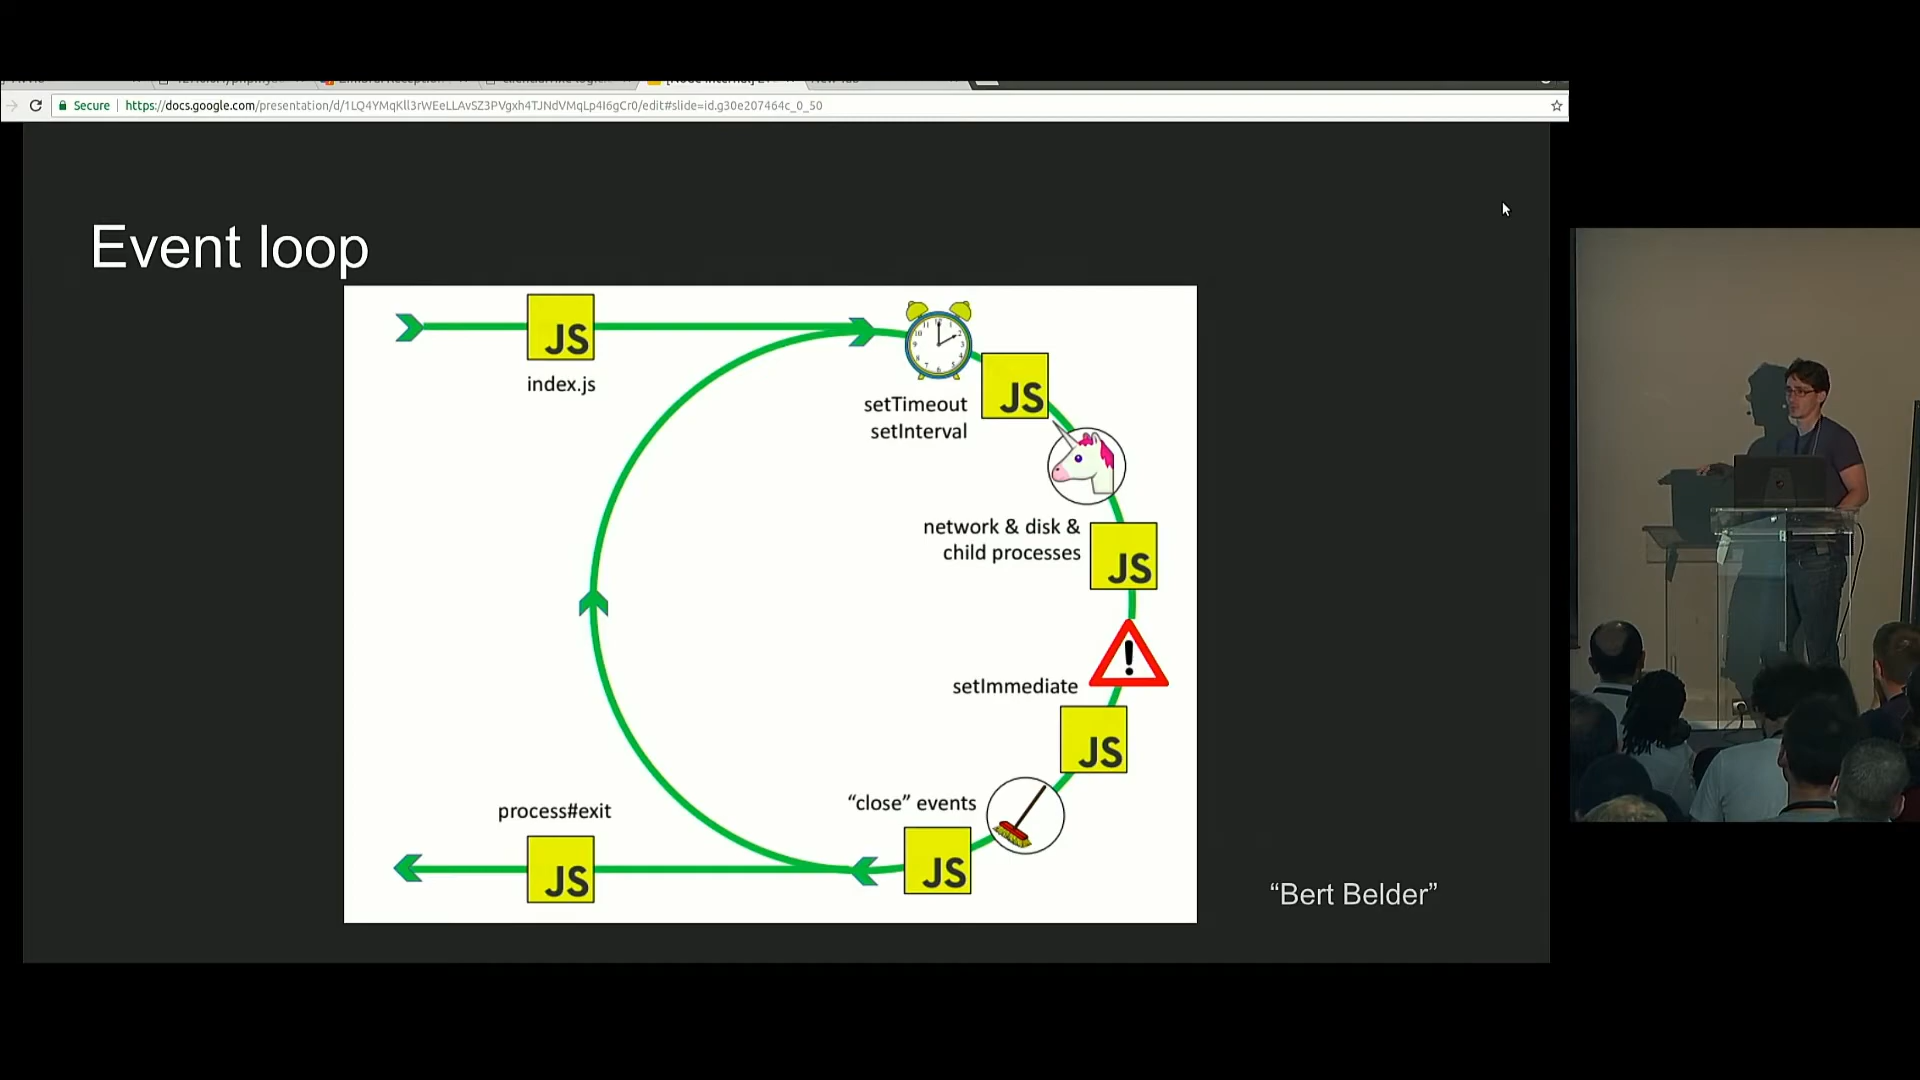 Secure
https://docs.google.com/presentation/d/1LQ4YMqKll3rWEeLLAvSZ3PVgxh4TJNdVMqLp4I6gCr0/edit#slide=id.g30e207464c_0_50
Event loop
JS
index.js
setTimeout
setInterval
JS
network & disk &
child processes
JS
!
setImmediate
JS
“close” events
JS
process#exit
JS
“Bert Belder”